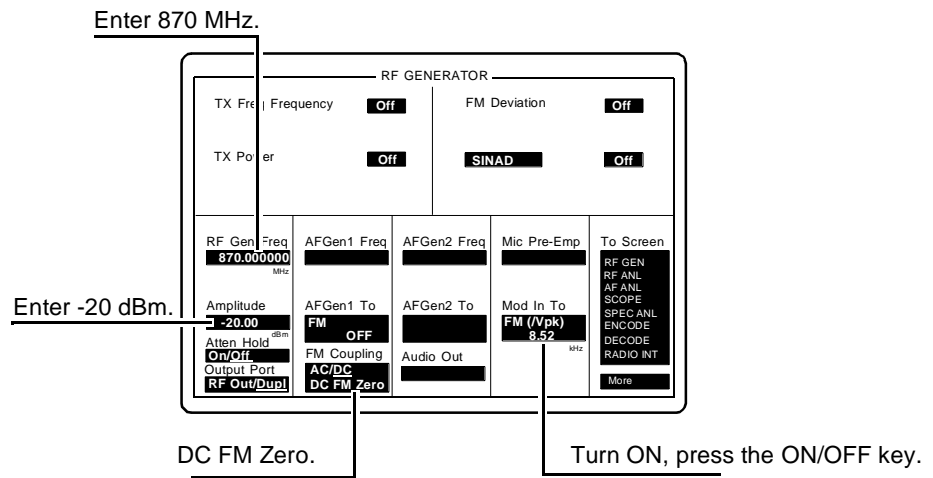 Enter 870 MHz.
RF GENERATOR
TX Freq Frequency Off
FM Deviation Off
TX Power Off
SINAD Off
RF Gen Freq
870.000000
MHz
Amplitude
-20.00
dBm
Atten Hold
On/Off
Output Port
RF Out/Dupl
AFGen1 Freq
AFGen1 To
FM
OFF
FM Coupling
AC/DC
DC FM Zero
AFGen2 Freq
AFGen2 To
Audio Out
Mic Pre-Emp
Mod In To
FM (/Vpk)
8.52
kHz
To Screen
RF GEN
RF ANL
AF ANL
SCOPE
SPEC ANL
ENCODE
DECODE
RADIO INT
More
Enter -20 dBm.
DC FM Zero.
Turn ON, press the ON/OFF key.